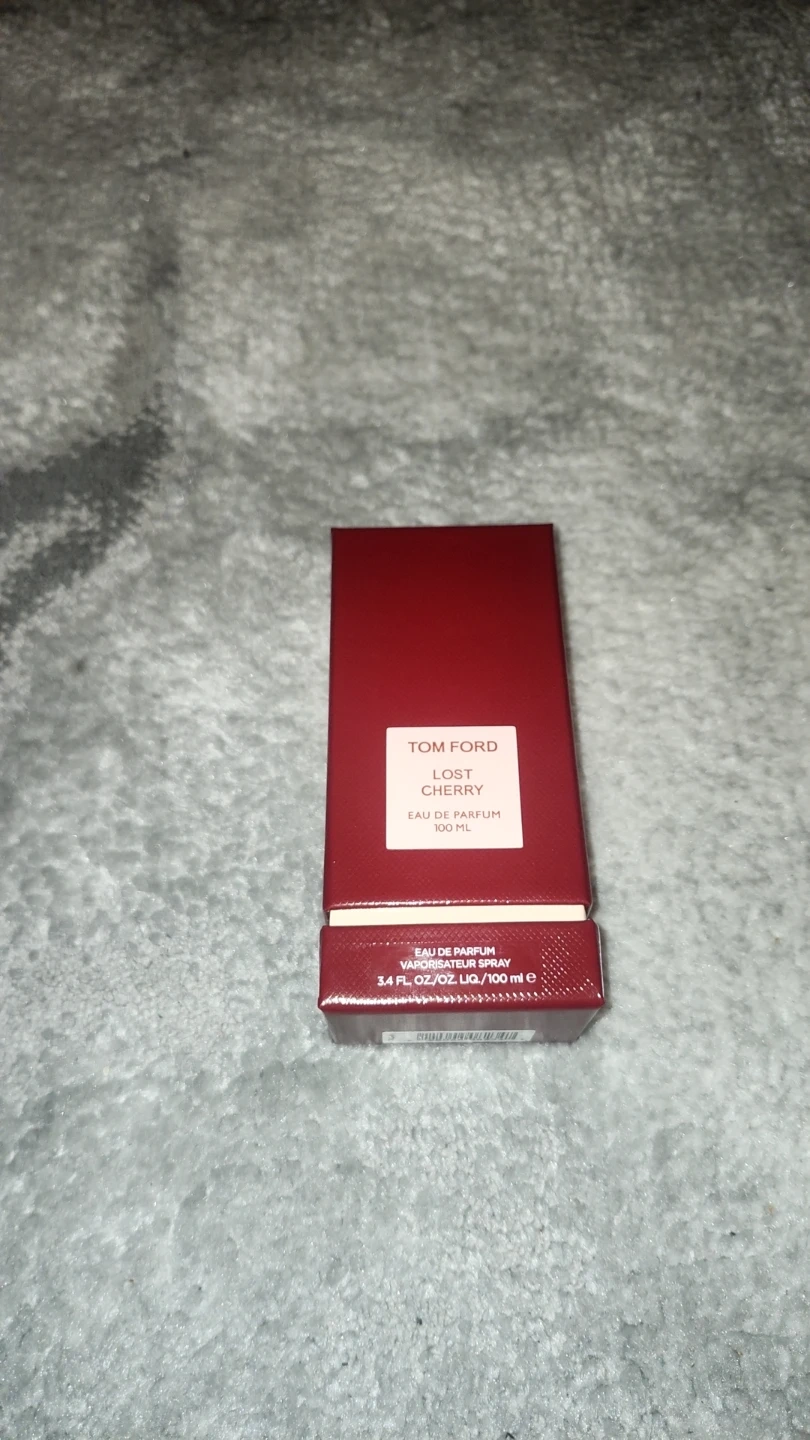 TOM FORD
LOST
CHERRY
EAU DE PARFUM
100 ML
EAU DE PARFUM
VAPORISATEUR SPRAY
3.4 FL. OZ./OZ. LIQ./100 ml ℮